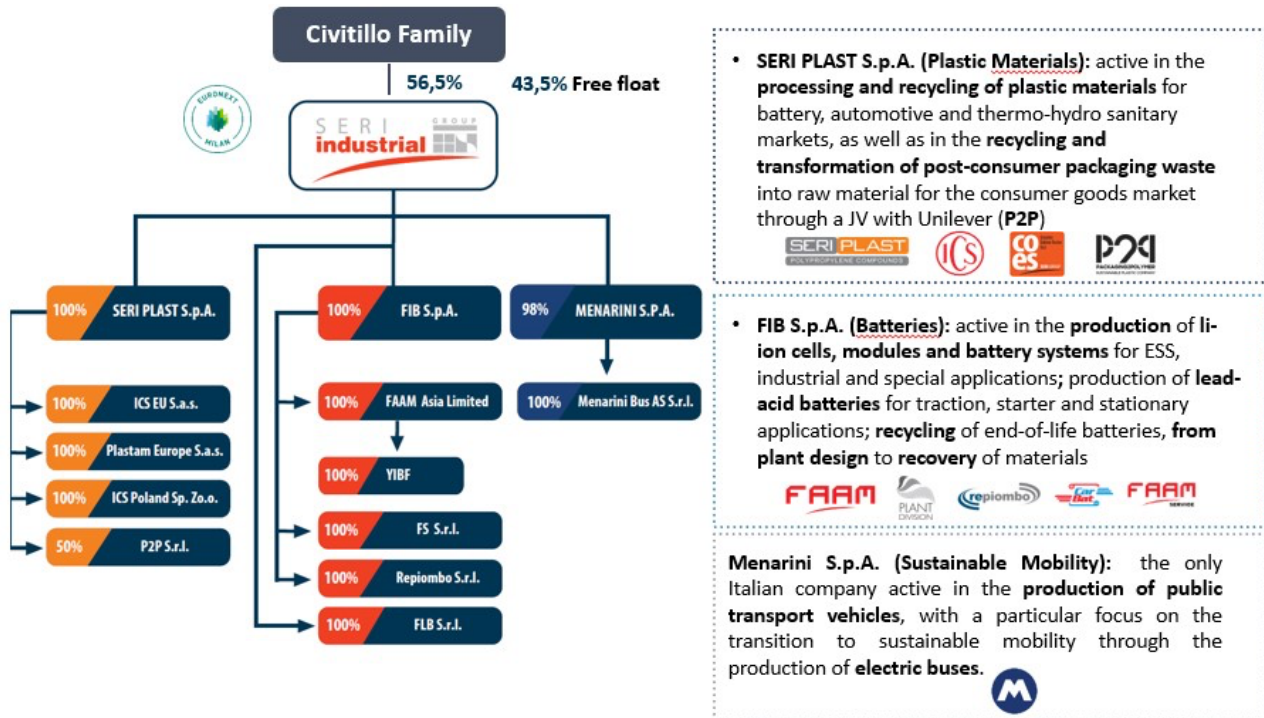 Civitillo Family
56,5%
43,5% Free float
EURONEXT
MILAN
SERI GROUP
industrial
100% SERI PLAST S.p.A.
100% ICS EU S.a.s.
100% Plastam Europe S.a.s.
100% ICS Poland Sp. Zo.o.
50% P2P S.r.l.
100% FIB S.p.A.
100% FAAM Asia Limited
100% YIBF
100% FS S.r.l.
100% Repiombo S.r.l.
100% FLB S.r.l.
98% MENARINI S.P.A.
100% Menarini Bus AS S.r.l.
• SERI PLAST S.p.A. (Plastic Materials): active in the
processing and recycling of plastic materials for
battery, automotive and thermo-hydro sanitary
markets, as well as in the recycling and
transformation of post-consumer packaging waste
into raw material for the consumer goods market
through a JV with Unilever (P2P)
SERI PLAST
POLYPROPYLENE COMPOUNDS
ICS
co
es
P2P
PACKAGING2POLYMER
SUSTAINABLE PLASTIC COMPANY
• FIB S.p.A. (Batteries): active in the production of li-
ion cells, modules and battery systems for ESS,
industrial and special applications; production of lead-
acid batteries for traction, starter and stationary
applications; recycling of end-of-life batteries, from
plant design to recovery of materials
FAAM
PLANT
DIVISION
repiombo
Car
Bat
FAAM
SERVICE
Menarini S.p.A. (Sustainable Mobility): the only
Italian company active in the production of public
transport vehicles, with a particular focus on the
transition to sustainable mobility through the
production of electric buses.
M